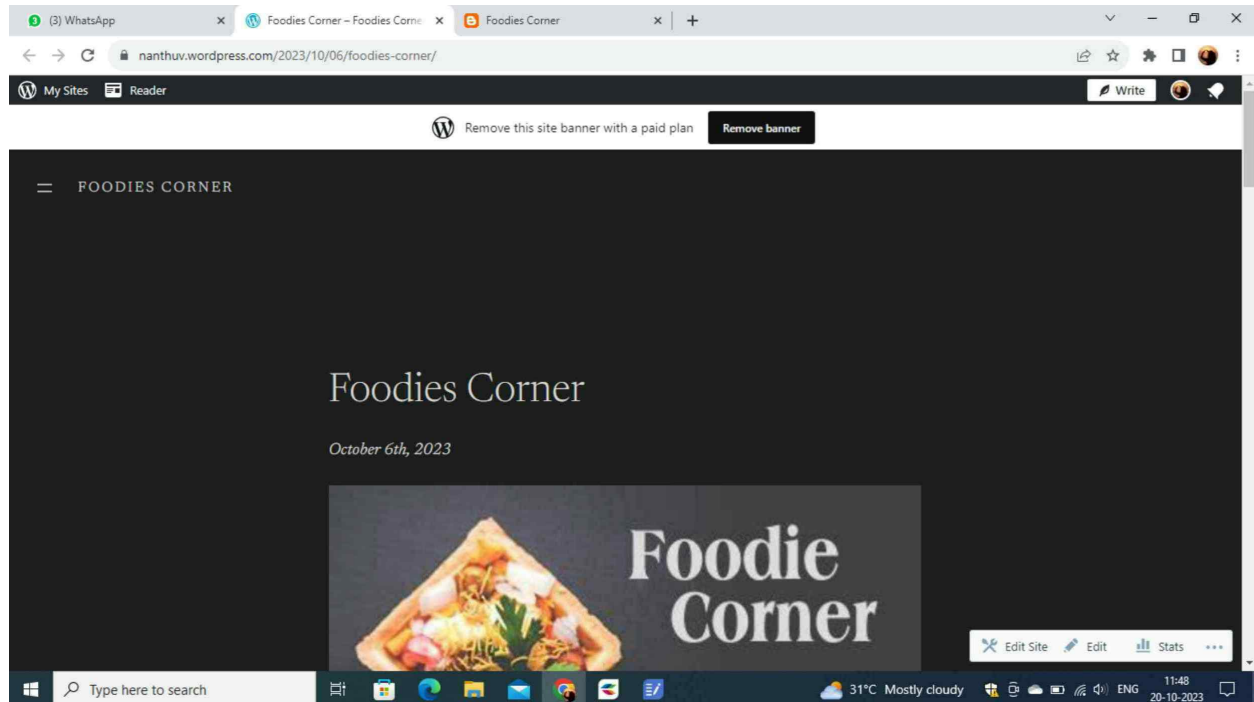 (3) WhatsApp
Foodies Corner – Foodies Corne
Foodies Corner
nanthuv.wordpress.com/2023/10/06/foodies-corner/
My Sites
Reader
Write
Remove this site banner with a paid plan
Remove banner
FOODIES CORNER
Foodies Corner
October 6th, 2023
Foodie
Corner
Edit Site
Edit
Stats
Type here to search
31°C Mostly cloudy
ENG
11:48
20-10-2023